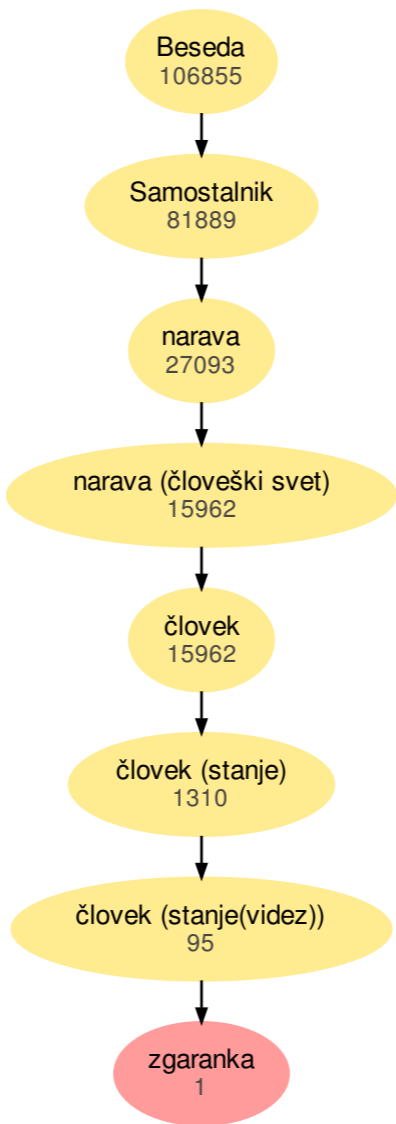 Beseda
106855
Samostalnik
81889
narava
27093
narava (človeški svet)
15962
človek
15962
človek (stanje)
1310
človek (stanje(videz))
95
zgaranka
1